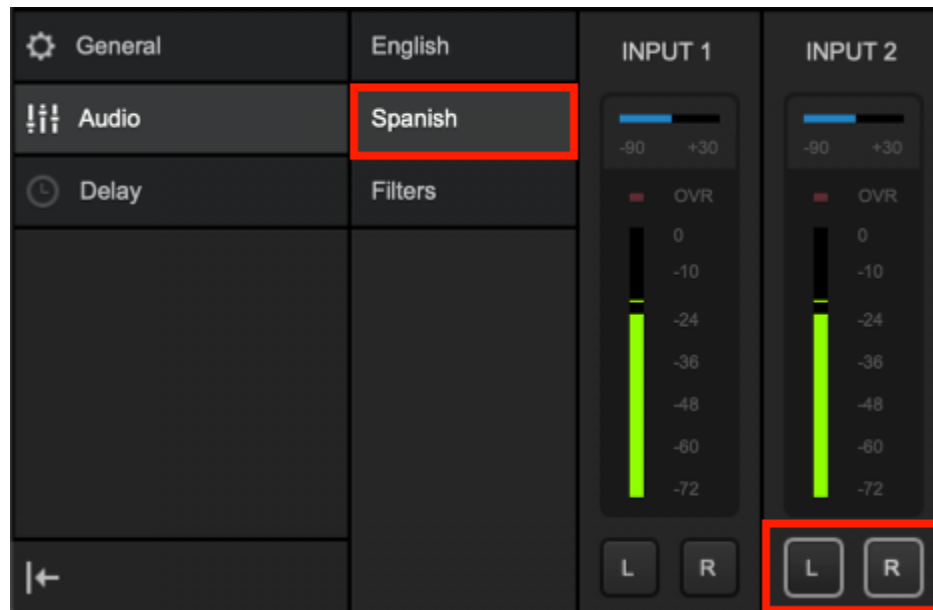 General
Audio
Delay
English
Spanish
Filters
INPUT 1
-90 +30
OVR
0
-10
-24
-36
-48
-60
-72
L R
INPUT 2
-90 +30
OVR
0
-10
-24
-36
-48
-60
-72
L R